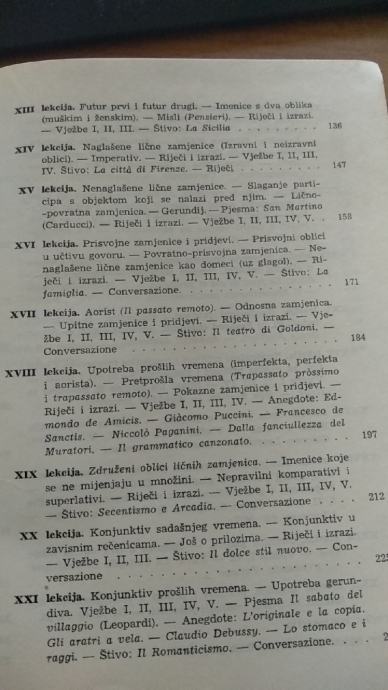 XIII lekcija. Futur prvi i futur drugi. — Imenice s dva oblika
(muškim i ženskim). — Misli (Pensieri). — Riječi i izrazi.
— Vježbe I, II, III. — Štivo: La Sicilia . . . . . . . . . 136
XIV lekcija. Naglašene lične zamjenice (Izravni i neizravni
oblici). — Imperativ. — Riječi i izrazi. — Vježbe I, II, III,
IV. Štivo: La città di Firenze. — Riječi . . . . . . . . . 147
XV lekcija. Nenaglašene lične zamjenice. — Slaganje parti-
cipa s objektom koji se nalazi pred njim. — Lično-
-povratna zamjenica. — Gerundij. — Pjesma: San Martino
(Carducci). — Riječi i izrazi. — Vježbe I, II, III, IV, V. . 158
XVI lekcija. Prisvojne zamjenice i pridjevi. — Prisvojni oblici
u učtivu govoru. — Povratno-prisvojna zamjenica. — Ne-
naglašene lične zamjenice kao domeci (uz glagol). — Ri-
ječi i izrazi. — Vježbe I, II, III, IV, V. — Štivo: La
famiglia. — Conversazione. . . . . . . . . . . . . . . 171
XVII lekcija. Aorist (Il passato remoto). — Odnosna zamjenica.
— Upitne zamjenice i pridjevi. — Riječi i izrazi. — Vje-
žbe I, II, III, IV, V. — Štivo: Il teatro di Goldoni. —
Conversazione . . . . . . . . . . . . . . . . . . 184
XVIII lekcija. Upotreba prošlih vremena (imperfekta, perfekta
i aorista). — Pretprošla vremena (Trapassato pròssimo
i trapassato remoto). — Pokazne zamjenice i pridjevi. —
Riječi i izrazi. — Vježbe I, II, III, IV. — Anegdote: Ed-
mondo de Amicis. — Giàcomo Puccini. — Francesco de
Sanctis. — Niccolò Paganini. — Dalla fanciullezza del
Muratori. — Il grammatico canzonato. . . . . . . . . . 197
XIX lekcija. Združeni oblici ličnih zamjenica. — Imenice koje
se ne mijenjaju u množini. — Nepravilni komparativi i
superlativi. — Riječi i izrazi. — Vježbe I, II, III, IV, V.
— Štivo: Secentismo e Arcadia. — Conversazione . . . . 212
XX lekcija. Konjunktiv sadašnjeg vremena. — Konjunktiv u
zavisnim rečenicama. — Još o prilozima. — Riječi i izrazi.
— Vježbe I, II, III. — Štivo: Il dolce stil nuovo. — Con-
versazione . . . . . . . . . . . . . . . . . . . .
XXI lekcija. Konjunktiv prošlih vremena. — Upotreba gerun-
diva. Vježbe I, II, III, IV, V. — Pjesma Il sabato del
villaggio (Leopardi). — Anegdote: L'originale e la copia.
Gli aratri a vela. — Claudio Debussy. — Lo stomaco e i
raggi. — Štivo: Il Romanticismo. — Conversazione. . . .